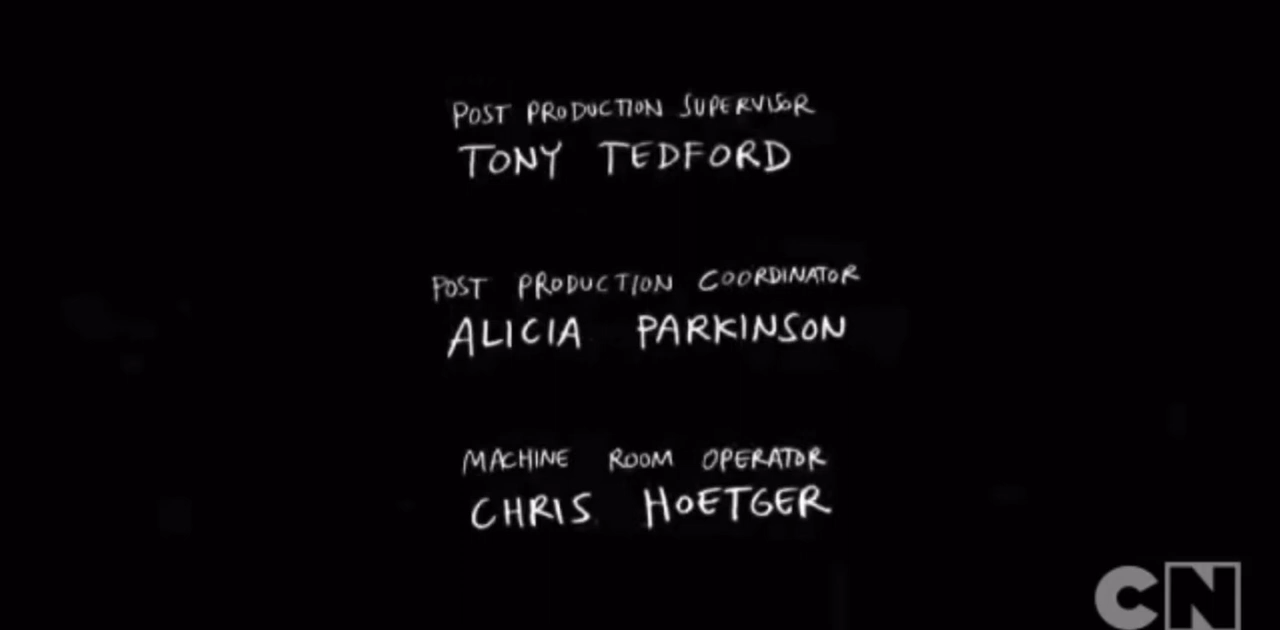 POST PRODUCTION SUPERVISOR
TONY TEDFORD
POST PRODUCTION COORDINATOR
ALICIA PARKINSON
MACHINE ROOM OPERATOR
CHRIS HOETGER
CN